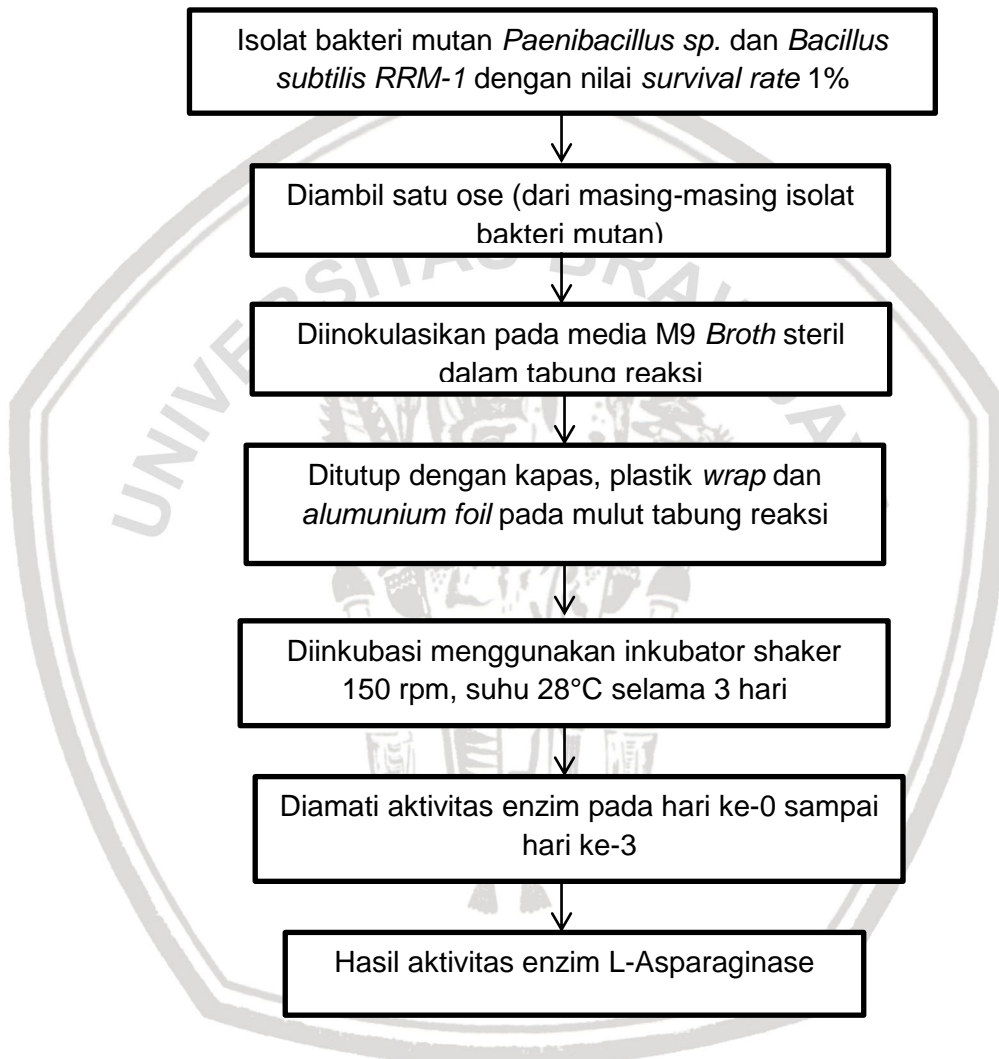 Isolat bakteri mutan Paenibacillus sp. dan Bacillus
subtilis RRM-1 dengan nilai survival rate 1%
Diambil satu ose (dari masing-masing isolat
bakteri mutan)
UNIVERSITAS BRAWIJAYA
Diinokulasikan pada media M9 Broth steril
dalam tabung reaksi
Ditutup dengan kapas, plastik wrap dan
alumunium foil pada mulut tabung reaksi
Diinkubasi menggunakan inkubator shaker
150 rpm, suhu 28°C selama 3 hari
Diamati aktivitas enzim pada hari ke-0 sampai
hari ke-3
Hasil aktivitas enzim L-Asparaginase